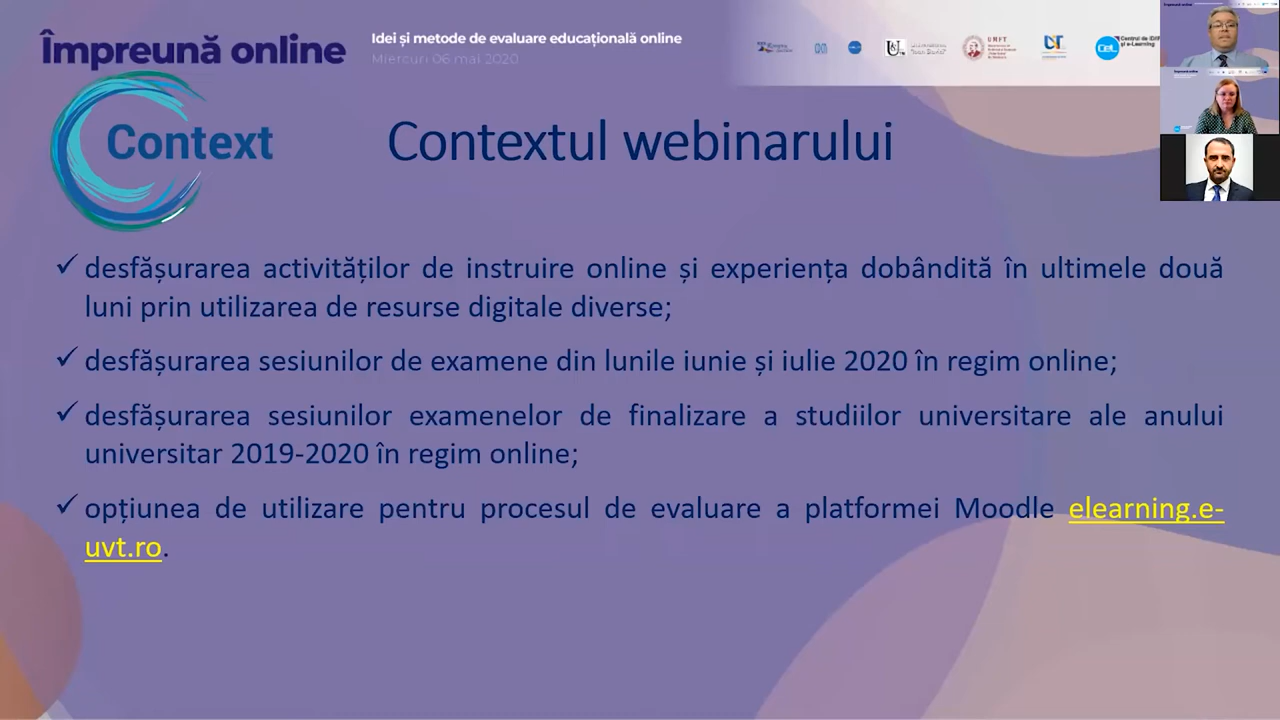 Împreună online
Idei și metode de evaluare educațională online
Miercuri 06 mai 2020
Context
Contextul webinarului
desfășurarea activităților de instruire online și experiența dobândită în ultimele două
luni prin utilizarea de resurse digitale diverse;
desfășurarea sesiunilor de examene din lunile iunie și iulie 2020 în regim online;
desfășurarea sesiunilor examenelor de finalizare a studiilor universitare ale anului
universitar 2019-2020 în regim online;
opțiunea de utilizare pentru procesul de evaluare a platformei Moodle elearning.e-
uvt.ro.